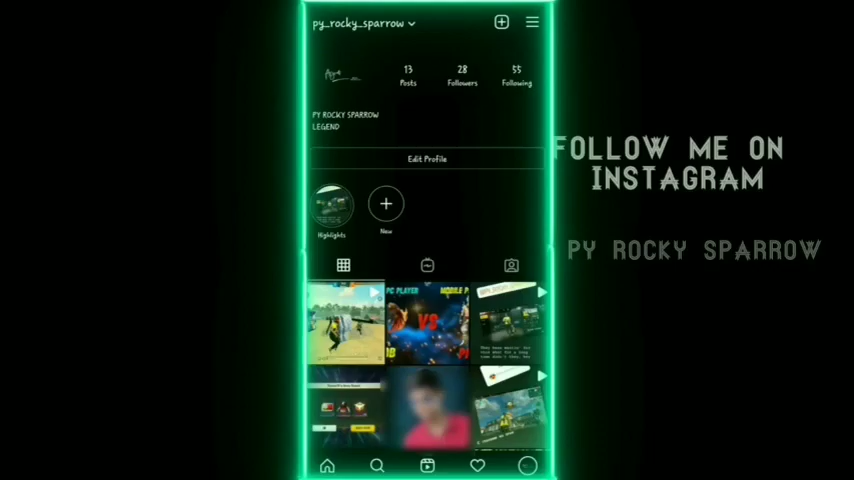 py_rocky_sparrow
13
28
55
Posts
Followers
Following
PY ROCKY SPARROW
LEGEND
Edit Profile
Highlights
New
PC PLAYER
VS
FOLLOW ME ON
INSTAGRAM
PY ROCKY SPARROW